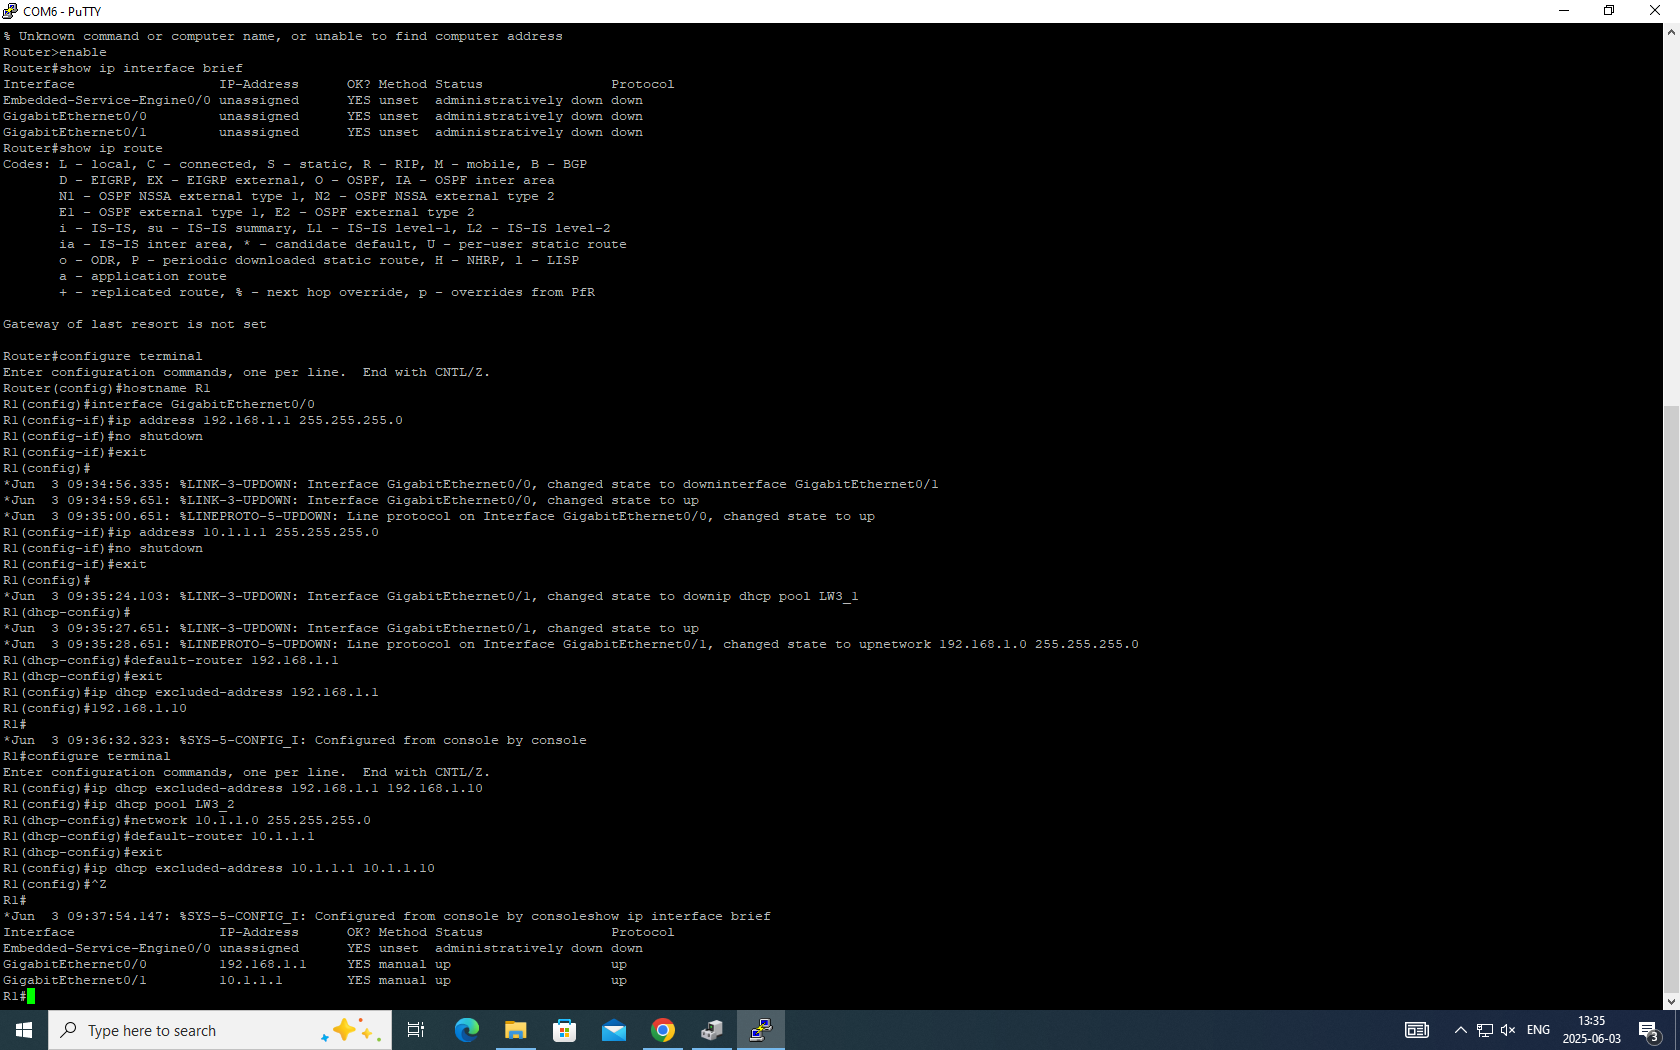 COM6 - PuTTY
% Unknown command or computer name, or unable to find computer address
Router>enable
Router#show ip interface brief
Interface                  IP-Address      OK? Method Status                Protocol
Embedded-Service-Engine0/0 unassigned      YES unset  administratively down down
GigabitEthernet0/0         unassigned      YES unset  administratively down down
GigabitEthernet0/1         unassigned      YES unset  administratively down down
Router#show ip route
Codes: L - local, C - connected, S - static, R - RIP, M - mobile, B - BGP
       D - EIGRP, EX - EIGRP external, O - OSPF, IA - OSPF inter area
       N1 - OSPF NSSA external type 1, N2 - OSPF NSSA external type 2
       E1 - OSPF external type 1, E2 - OSPF external type 2
       i - IS-IS, su - IS-IS summary, L1 - IS-IS level-1, L2 - IS-IS level-2
       ia - IS-IS inter area, * - candidate default, U - per-user static route
       o - ODR, P - periodic downloaded static route, H - NHRP, l - LISP
       a - application route
       + - replicated route, % - next hop override, p - overrides from PfR

Gateway of last resort is not set

Router#configure terminal
Enter configuration commands, one per line.  End with CNTL/Z.
Router(config)#hostname R1
R1(config)#interface GigabitEthernet0/0
R1(config-if)#ip address 192.168.1.1 255.255.255.0
R1(config-if)#no shutdown
R1(config-if)#exit
R1(config)#
*Jun  3 09:34:56.335: %LINK-3-UPDOWN: Interface GigabitEthernet0/0, changed state to downinterface GigabitEthernet0/1
*Jun  3 09:34:59.651: %LINK-3-UPDOWN: Interface GigabitEthernet0/0, changed state to up
*Jun  3 09:35:00.651: %LINEPROTO-5-UPDOWN: Line protocol on Interface GigabitEthernet0/0, changed state to up
R1(config-if)#ip address 10.1.1.1 255.255.255.0
R1(config-if)#no shutdown
R1(config-if)#exit
R1(config)#
*Jun  3 09:35:24.103: %LINK-3-UPDOWN: Interface GigabitEthernet0/1, changed state to downip dhcp pool LW3_1
R1(dhcp-config)#
*Jun  3 09:35:27.651: %LINK-3-UPDOWN: Interface GigabitEthernet0/1, changed state to up
*Jun  3 09:35:28.651: %LINEPROTO-5-UPDOWN: Line protocol on Interface GigabitEthernet0/1, changed state to upnetwork 192.168.1.0 255.255.255.0
R1(dhcp-config)#default-router 192.168.1.1
R1(dhcp-config)#exit
R1(config)#ip dhcp excluded-address 192.168.1.1
R1(config)#192.168.1.10
R1#
*Jun  3 09:36:32.323: %SYS-5-CONFIG_I: Configured from console by console
R1#configure terminal
Enter configuration commands, one per line.  End with CNTL/Z.
R1(config)#ip dhcp excluded-address 192.168.1.1 192.168.1.10
R1(config)#ip dhcp pool LW3_2
R1(dhcp-config)#network 10.1.1.0 255.255.255.0
R1(dhcp-config)#default-router 10.1.1.1
R1(dhcp-config)#exit
R1(config)#ip dhcp excluded-address 10.1.1.1 10.1.1.10
R1(config)#^Z
R1#
*Jun  3 09:37:54.147: %SYS-5-CONFIG_I: Configured from console by consoleshow ip interface brief
Interface                  IP-Address      OK? Method Status                Protocol
Embedded-Service-Engine0/0 unassigned      YES unset  administratively down down
GigabitEthernet0/0         192.168.1.1     YES manual up                    up
GigabitEthernet0/1         10.1.1.1        YES manual up                    up
R1#
Type here to search
ENG
13:35
2025-06-03
3